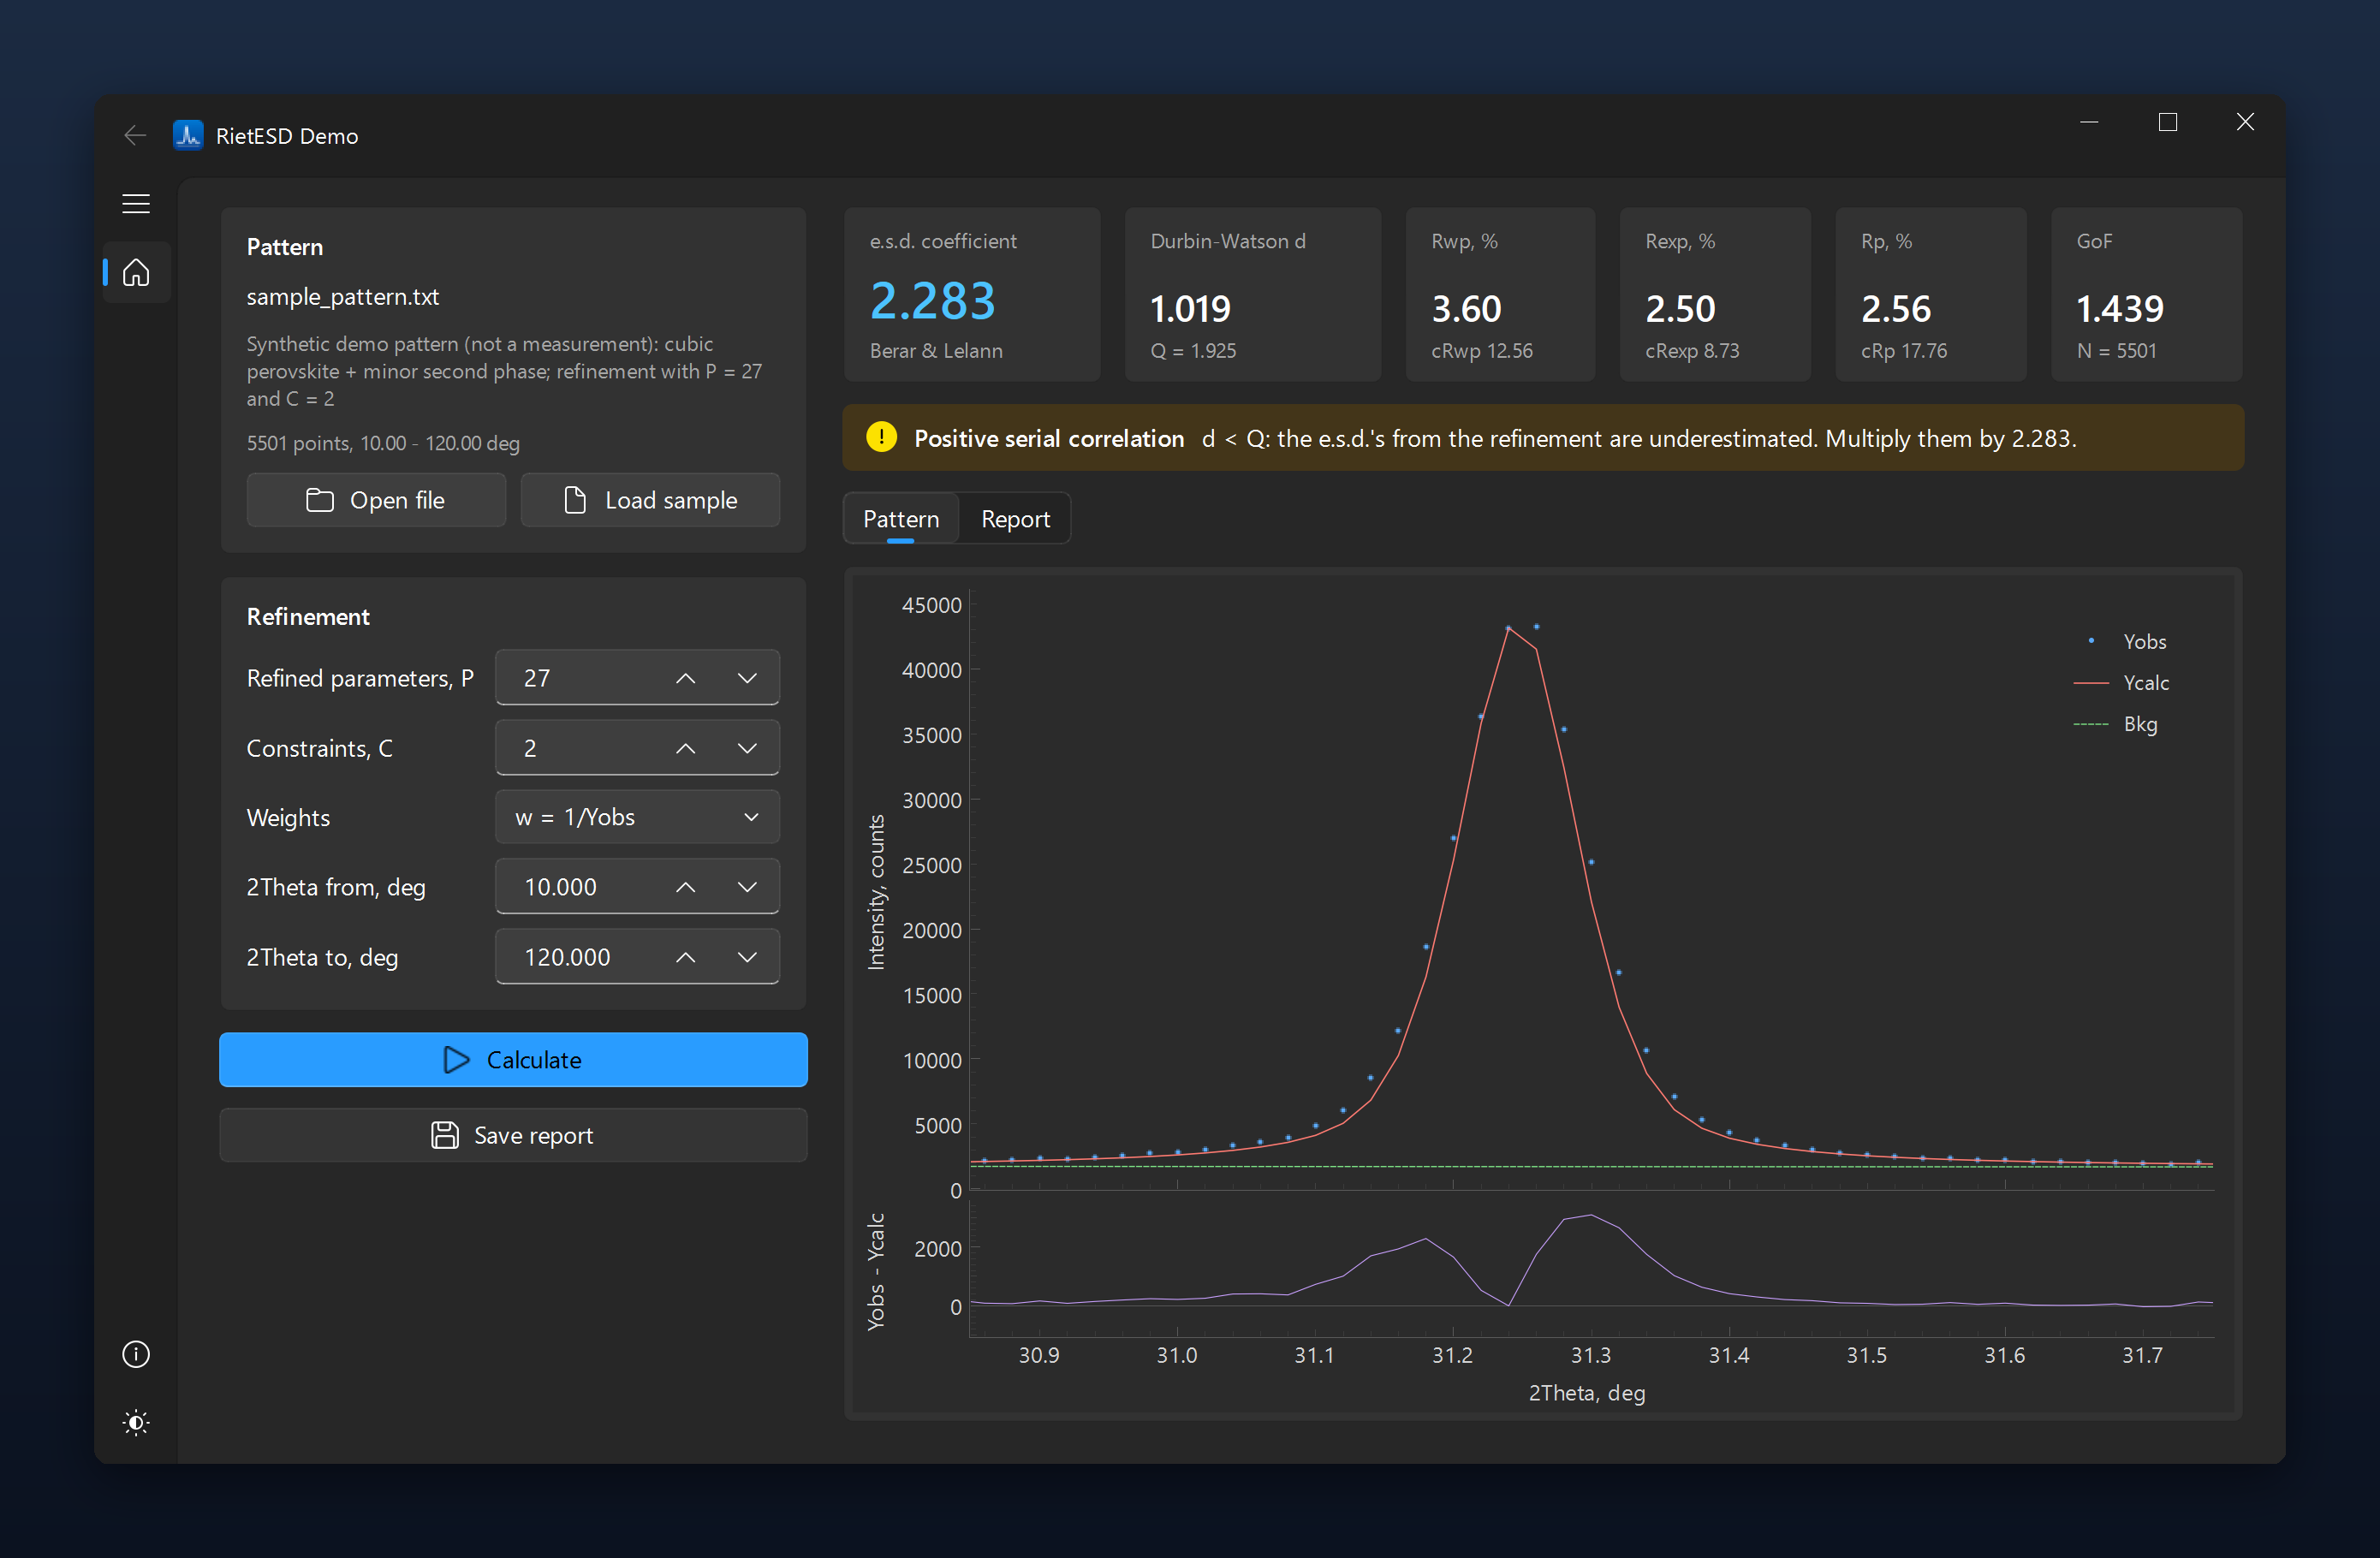 RietESD Demo
Pattern
sample_pattern.txt
Synthetic demo pattern (not a measurement): cubic
perovskite + minor second phase; refinement with P = 27
and C = 2
5501 points, 10.00 - 120.00 deg
Open file
Load sample
Refinement
Refined parameters, P
27
Constraints, C
2
Weights
w = 1/Yobs
2Theta from, deg
10.000
2Theta to, deg
120.000
Calculate
Save report
e.s.d. coefficient
2.283
Berar & Lelann
Durbin-Watson d
1.019
Q = 1.925
Rwp, %
3.60
cRwp 12.56
Rexp, %
2.50
cRexp 8.73
Rp, %
2.56
cRp 17.76
GoF
1.439
N = 5501
Positive serial correlation d < Q: the e.s.d.'s from the refinement are underestimated. Multiply them by 2.283.
Pattern
Report
Intensity, counts
45000
40000
35000
30000
25000
20000
15000
10000
5000
0
Yobs
Ycalc
Bkg
Yobs - Ycalc
2000
0
30.9 31.0 31.1 31.2 31.3 31.4 31.5 31.6 31.7
2Theta, deg